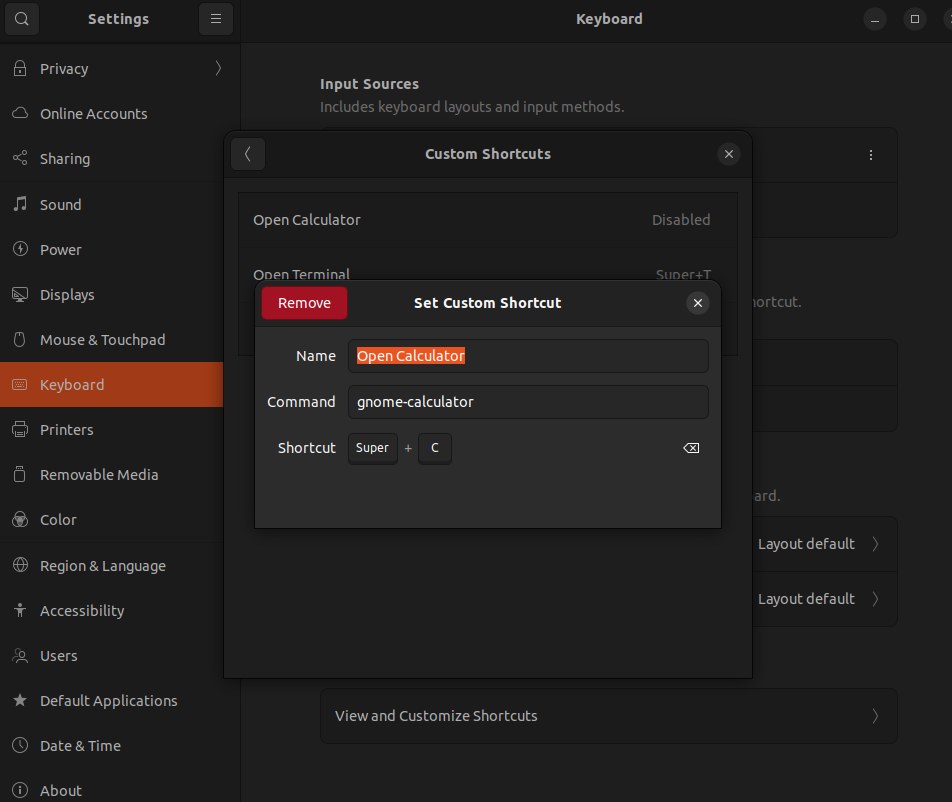 Settings
Keyboard
Privacy
Online Accounts
Sharing
Sound
Power
Displays
Mouse & Touchpad
Keyboard
Printers
Removable Media
Color
Region & Language
Accessibility
Users
Default Applications
Date & Time
About
Input Sources
Includes keyboard layouts and input methods.
Custom Shortcuts
Open Calculator Disabled
Open Terminal Super+T
Remove Set Custom Shortcut
Name Open Calculator
Command gnome-calculator
Shortcut Super + C
Layout default
Layout default
View and Customize Shortcuts